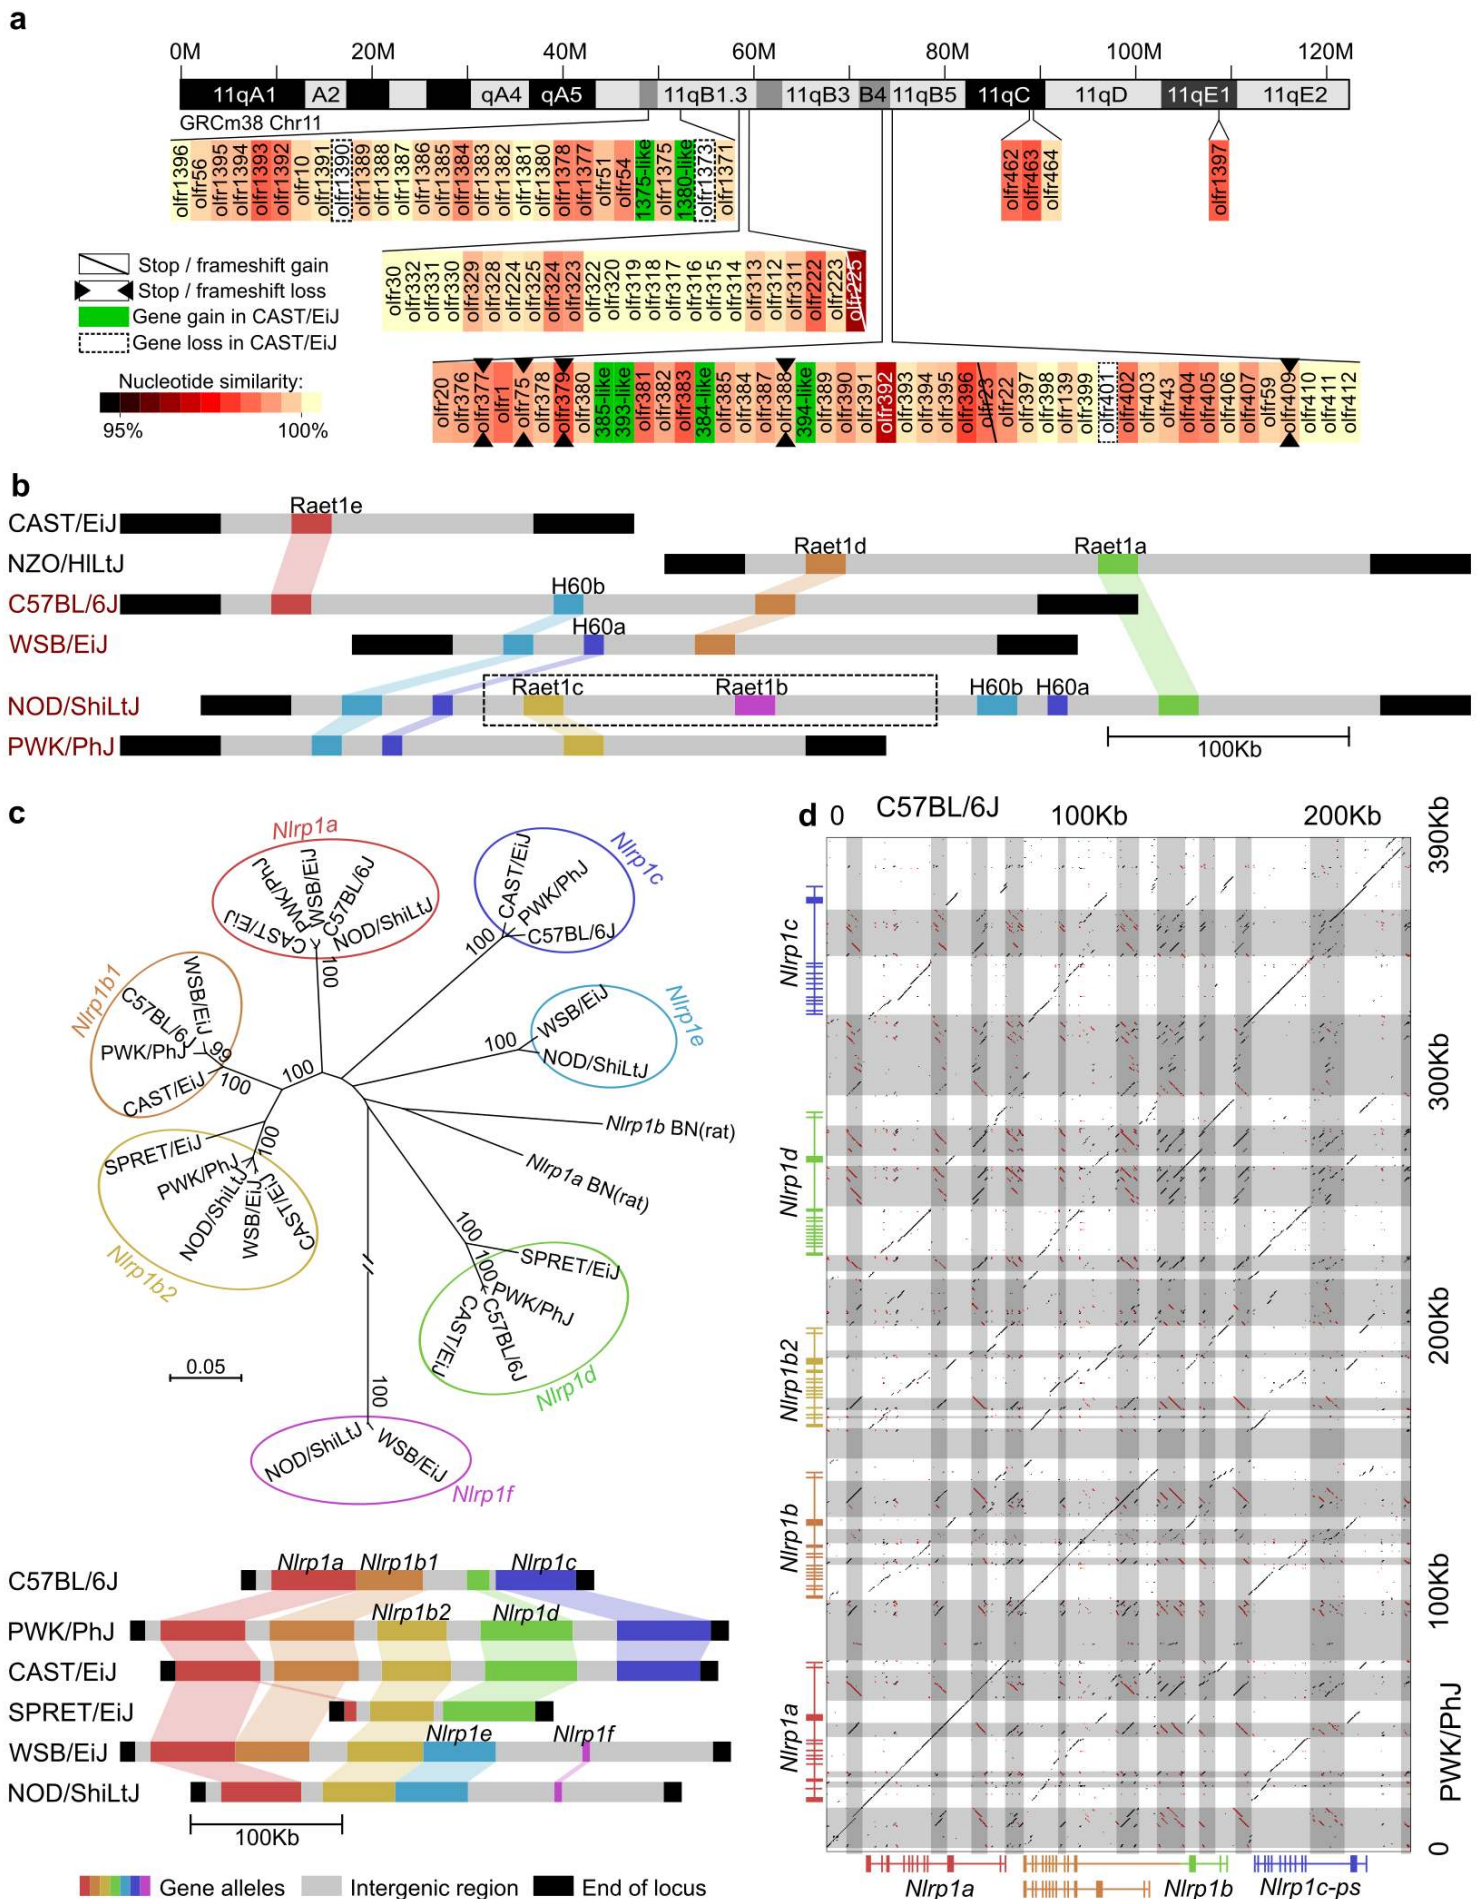 a
0M 20M 40M 60M 80M 100M 120M
11qA1 A2 qA4 qA5 11qB1.3 11qB3 B4 11qB5 11qC 11qD 11qE1 11qE2
GRCm38 Chr11
olfr1396 olfr56 olfr1395 olfr1394 olfr1393 olfr1392 olfr10 olfr1391 olfr1390 olfr1389 olfr1388 olfr1387 olfr1386 olfr1385 olfr1384 olfr1383 olfr1382 olfr1381 olfr1380 olfr1378 olfr1377 olfr51 olfr54 1375-like olfr1375 1380-like olfr1373 olfr1371
olfr462 olfr463 olfr464
olfr1397
olfr30 olfr332 olfr331 olfr330 olfr329 olfr328 olfr224 olfr325 olfr324 olfr323 olfr322 olfr320 olfr319 olfr318 olfr317 olfr316 olfr315 olfr314 olfr313 olfr312 olfr311 olfr222 olfr223 olfr225
Stop / frameshift gain
Stop / frameshift loss
Gene gain in CAST/EiJ
Gene loss in CAST/EiJ
Nucleotide similarity:
95% 100%
olfr20 olfr376 olfr377 olfr1 olfr75 olfr378 olfr379 olfr380 385-like 393-like olfr381 olfr382 olfr383 384-like olfr385 olfr384 olfr387 olfr388 394-like olfr389 olfr390 olfr391 olfr392 olfr393 olfr394 olfr395 olfr396 olfr23 olfr22 olfr397 olfr398 olfr139 olfr399 olfr401 olfr402 olfr403 olfr43 olfr404 olfr405 olfr406 olfr407 olfr59 olfr409 olfr410 olfr411 olfr412
b
Raet1e
CAST/EiJ
Raet1d Raet1a
NZO/HlLtJ
H60b
C57BL/6J
H60a
WSB/EiJ
Raet1c Raet1b H60b H60a
NOD/ShiLtJ
PWK/PhJ
100Kb
c
Nlrp1a
CAST/EiJ PWK/PhJ WSB/EiJ C57BL/6J NOD/ShiLtJ
100
Nlrp1c
CAST/EiJ PWK/PhJ C57BL/6J
100
Nlrp1b1
WSB/EiJ C57BL/6J PWK/PhJ CAST/EiJ
99
100
100
Nlrp1e
WSB/EiJ NOD/ShiLtJ
100
Nlrp1b BN(rat)
Nlrp1a BN(rat)
SPRET/EiJ PWK/PhJ NOD/ShiLtJ WSB/EiJ CAST/EiJ
100
Nlrp1b2
100
100
SPRET/EiJ PWK/PhJ C57BL/6J CAST/EiJ
Nlrp1d
0.05
100
NOD/ShiLtJ WSB/EiJ
Nlrp1f
Nlrp1a Nlrp1b1 Nlrp1c
C57BL/6J
Nlrp1b2 Nlrp1d
PWK/PhJ
CAST/EiJ
SPRET/EiJ
Nlrp1e Nlrp1f
WSB/EiJ
NOD/ShiLtJ
100Kb
Gene alleles Intergenic region End of locus
d
0 C57BL/6J 100Kb 200Kb
390Kb
300Kb
200Kb
100Kb
PWK/PhJ
0
Nlrp1c
Nlrp1d
Nlrp1b2
Nlrp1b
Nlrp1a
Nlrp1a Nlrp1b Nlrp1c-ps